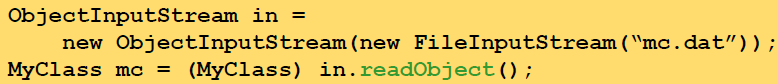 ObjectInputStream in =
    new ObjectInputStream(new FileInputStream(“mc.dat”));
MyClass mc = (MyClass) in.readObject();